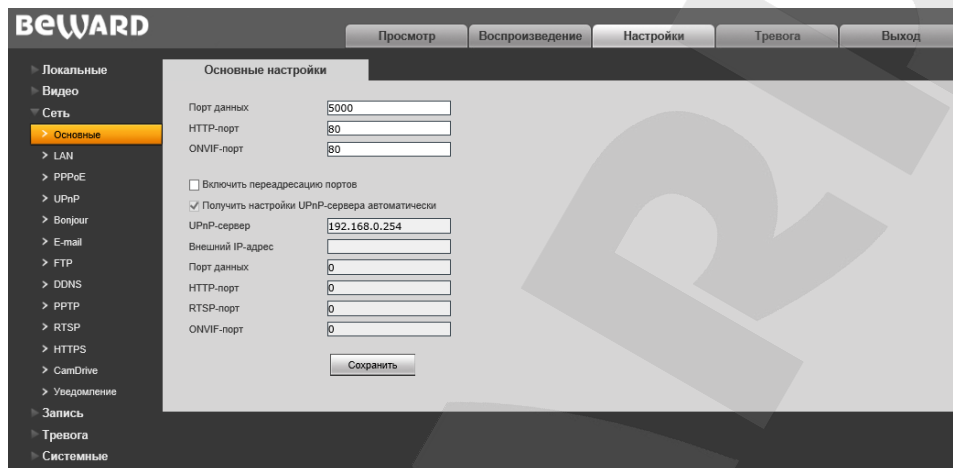 BEWARD
Просмотр
Воспроизведение
Настройки
Тревога
Выход
Локальные
Видео
Сеть
Основные
LAN
PPPoE
UPnP
Bonjour
E-mail
FTP
DDNS
PPTP
RTSP
HTTPS
CamDrive
Уведомление
Запись
Тревога
Системные
Основные настройки
Порт данных 5000
HTTP-порт 80
ONVIF-порт 80
Включить переадресацию портов
Получить настройки UPnP-сервера автоматически
UPnP-сервер 192.168.0.254
Внешний IP-адрес
Порт данных 0
HTTP-порт 0
RTSP-порт 0
ONVIF-порт 0
Сохранить